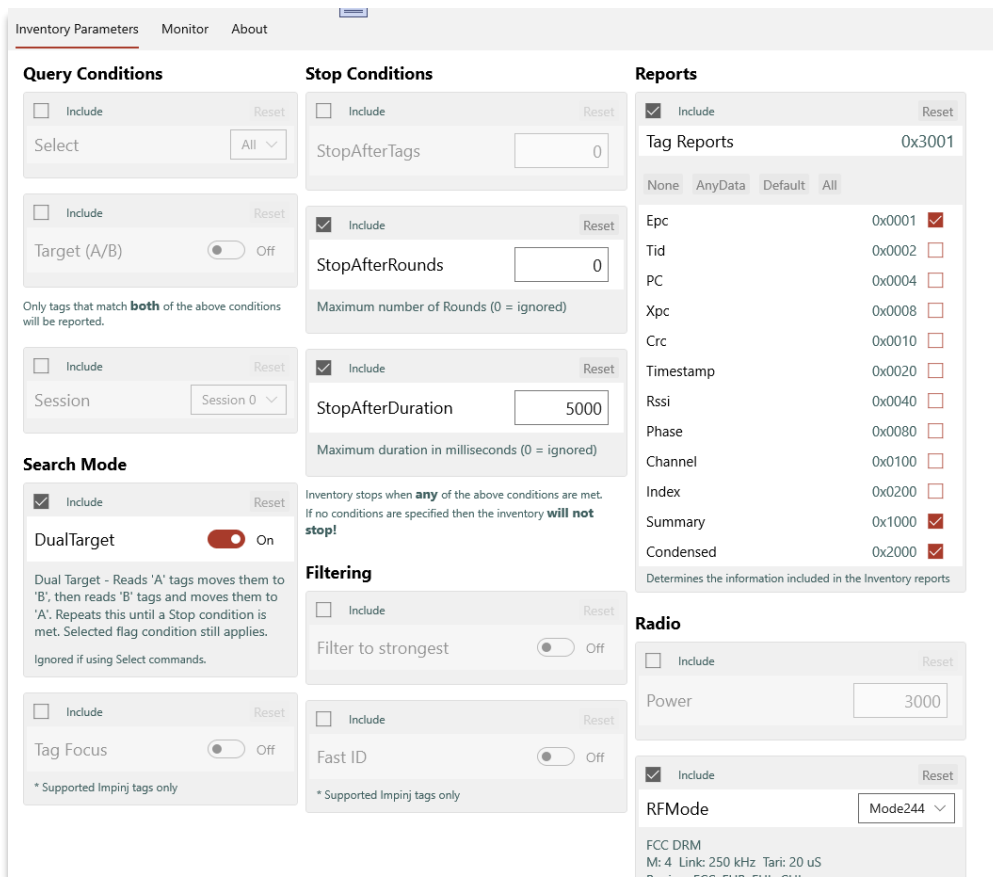 Inventory Parameters Monitor About
Query Conditions
Include Reset
Select All
Include Reset
Target (A/B) Off
Only tags that match both of the above conditions
will be reported.
Include Reset
Session Session 0
Search Mode
Include Reset
DualTarget On
Dual Target - Reads 'A' tags moves them to
'B', then reads 'B' tags and moves them to
'A'. Repeats this until a Stop condition is
met. Selected flag condition still applies.
Ignored if using Select commands.
Include Reset
Tag Focus Off
* Supported Impinj tags only
Stop Conditions
Include Reset
StopAfterTags 0
Include Reset
StopAfterRounds 0
Maximum number of Rounds (0 = ignored)
Include Reset
StopAfterDuration 5000
Maximum duration in milliseconds (0 = ignored)
Inventory stops when any of the above conditions are met.
If no conditions are specified then the inventory will not
stop!
Filtering
Include Reset
Filter to strongest Off
Include Reset
Fast ID Off
* Supported Impinj tags only
Reports
Include Reset
Tag Reports 0x3001
None AnyData Default All
Epc 0x0001
Tid 0x0002
PC 0x0004
Xpc 0x0008
Crc 0x0010
Timestamp 0x0020
Rssi 0x0040
Phase 0x0080
Channel 0x0100
Index 0x0200
Summary 0x1000
Condensed 0x2000
Determines the information included in the Inventory reports
Radio
Include Reset
Power 3000
Include Reset
RFMode Mode244
FCC DRM
M: 4 Link: 250 kHz Tari: 20 uS